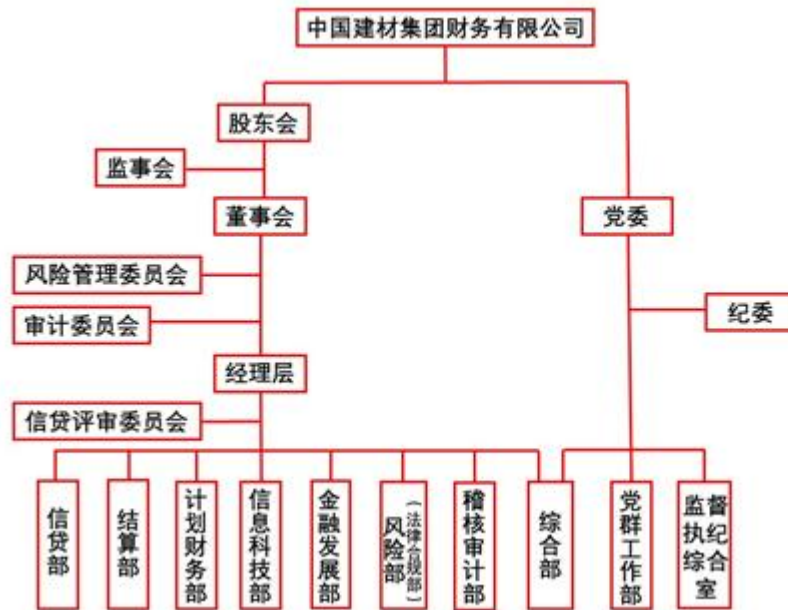 中国建材集团财务有限公司
股东会
监事会
董事会
党委
风险管理委员会
审计委员会
纪委
经理层
信贷评审委员会
信贷部
结算部
计划财务部
信息科技部
金融发展部
风险部
（法律合规部）
稽核审计部
综合部
党群工作部
监督执纪综合室